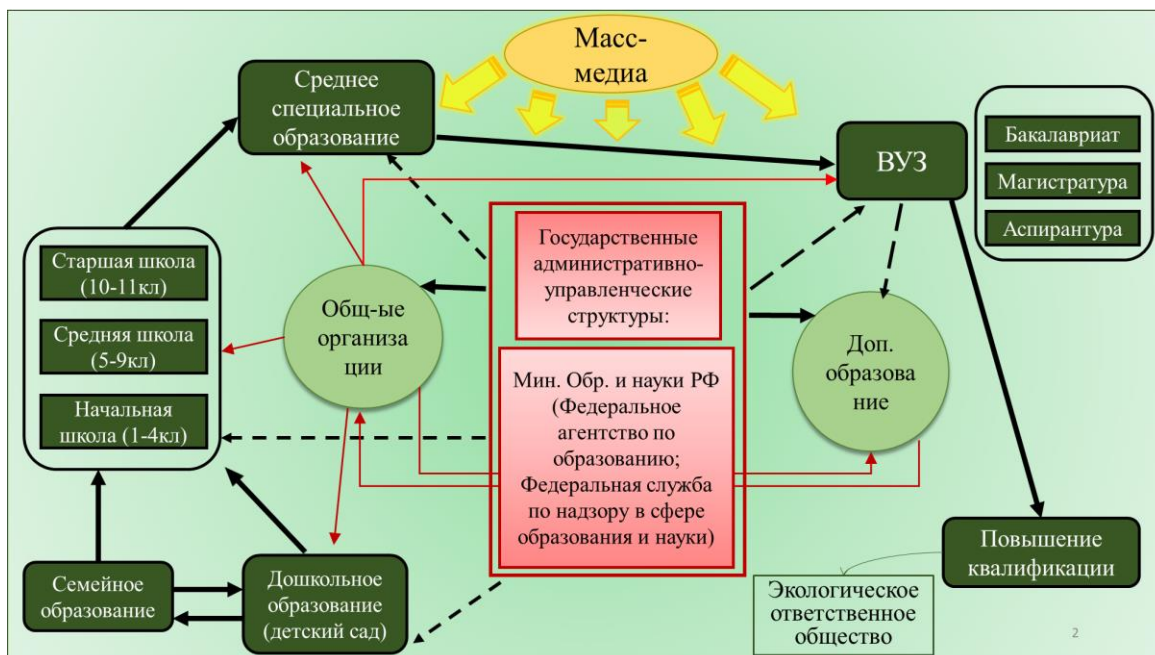 Масс-
медиа
Среднее
специальное
образование
ВУЗ
Бакалавриат
Магистратура
Аспирантура
Старшая школа
(10-11кл)
Средняя школа
(5-9кл)
Начальная
школа (1-4кл)
Общ-ые
организа
ции
Государственные
административно-
управленческие
структуры:
Мин. Обр. и науки РФ
(Федеральное
агентство по
образованию;
Федеральная служба
по надзору в сфере
образования и науки)
Доп.
образова
ние
Семейное
образование
Дошкольное
образование
(детский сад)
Повышение
квалификации
Экологическое
ответственное
общество
2